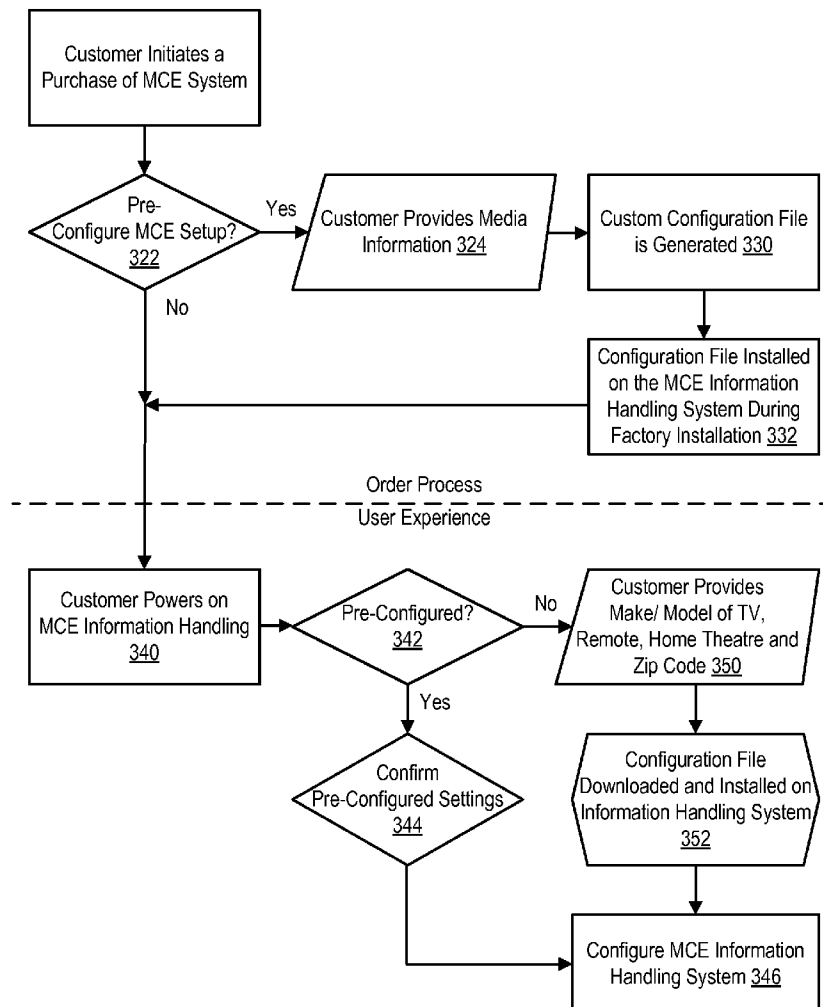 Customer Initiates a
Purchase of MCE System
Pre-
Configure MCE Setup?
322
Yes
No
Customer Provides Media
Information 324
Custom Configuration File
is Generated 330
Configuration File Installed
on the MCE Information
Handling System During
Factory Installation 332
Order Process
User Experience
Customer Powers on
MCE Information Handling
340
Pre-Configured?
342
No
Yes
Customer Provides
Make/ Model of TV,
Remote, Home Theatre and
Zip Code 350
Confirm
Pre-Configured Settings
344
Configuration File
Downloaded and Installed on
Information Handling System
352
Configure MCE Information
Handling System 346